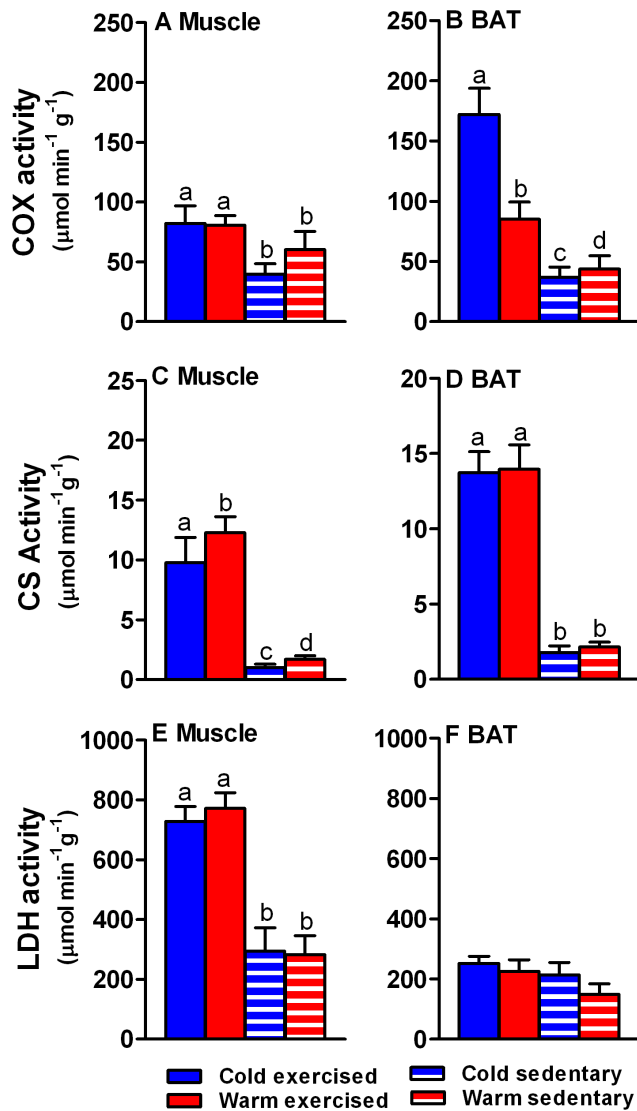 A Muscle
COX activity
(µmol min⁻¹ g⁻¹)
250
200
150
100
50
0
a
a
b
b
B BAT
250
200
150
100
50
0
a
b
c
d
C Muscle
CS Activity
(µmol min⁻¹g⁻¹)
25
20
15
10
5
0
a
b
c
d
D BAT
20
15
10
5
0
a
a
b
b
E Muscle
LDH activity
(µmol min⁻¹g⁻¹)
1000
800
600
400
200
0
a
a
b
b
F BAT
1000
800
600
400
200
0
Cold exercised
Warm exercised
Cold sedentary
Warm sedentary